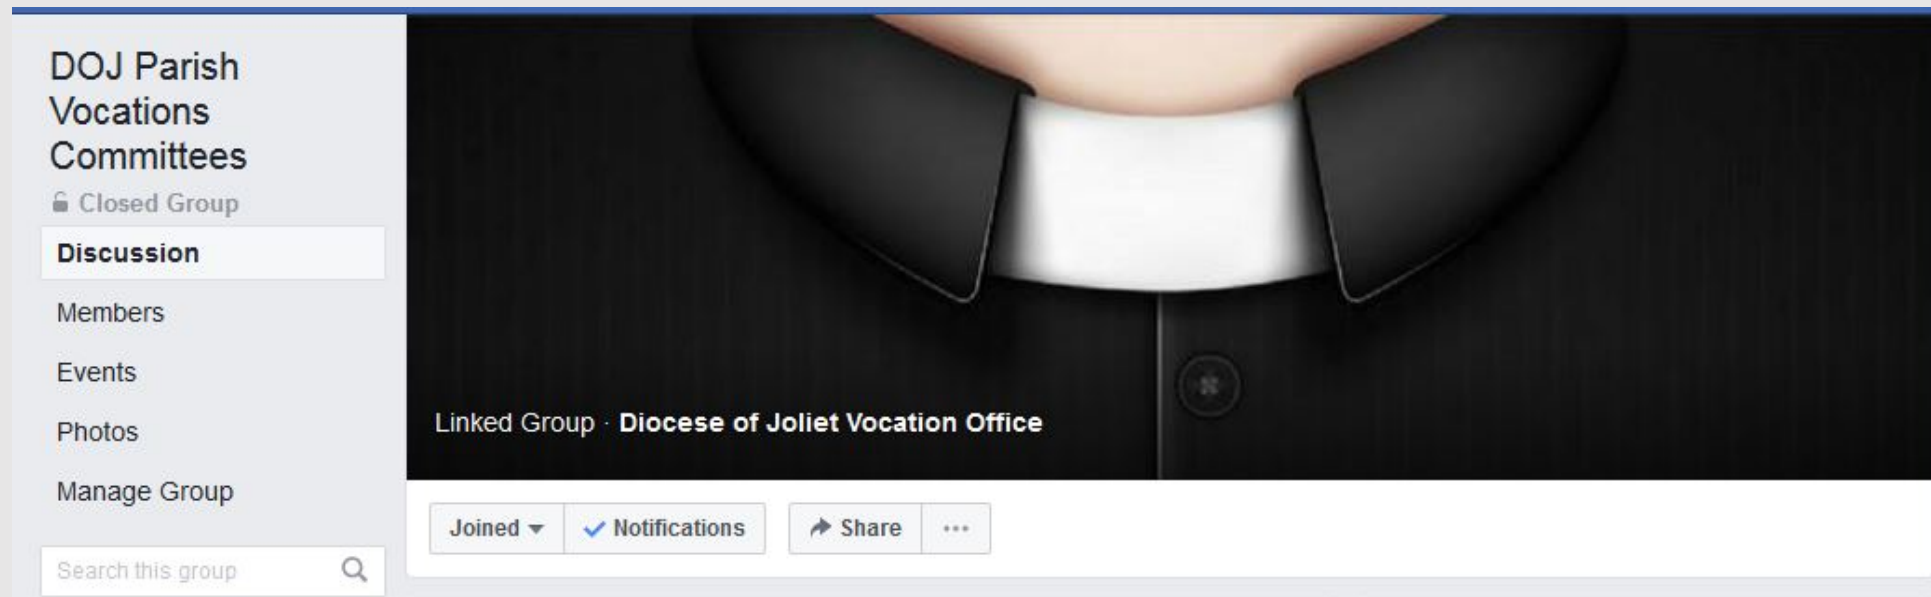 DOJ Parish
Vocations
Committees
Closed Group
Discussion
Members
Events
Photos
Manage Group
Search this group
Linked Group · Diocese of Joliet Vocation Office
Joined Notifications Share ···